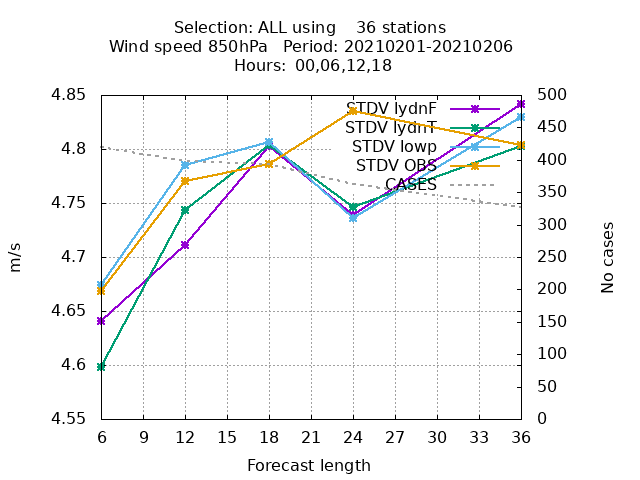 Selection: ALL using    36 stations
Wind speed 850hPa   Period: 20210201-20210206
Hours: 00,06,12,18
STDV lydnF
STDV lydnT
STDV lowp
STDV OBS
CASES
4.85
4.8
4.75
4.7
4.65
4.6
4.55
500
450
400
350
300
250
200
150
100
50
0
6 9 12 15 18 21 24 27 30 33 36
m/s
No cases
Forecast length